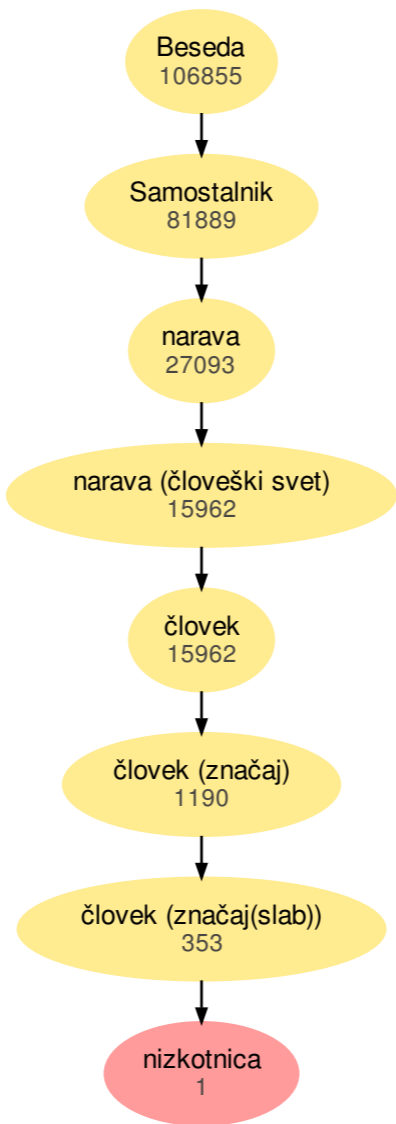 Beseda
106855
Samostalnik
81889
narava
27093
narava (človeški svet)
15962
človek
15962
človek (značaj)
1190
človek (značaj(slab))
353
nizkotnica
1